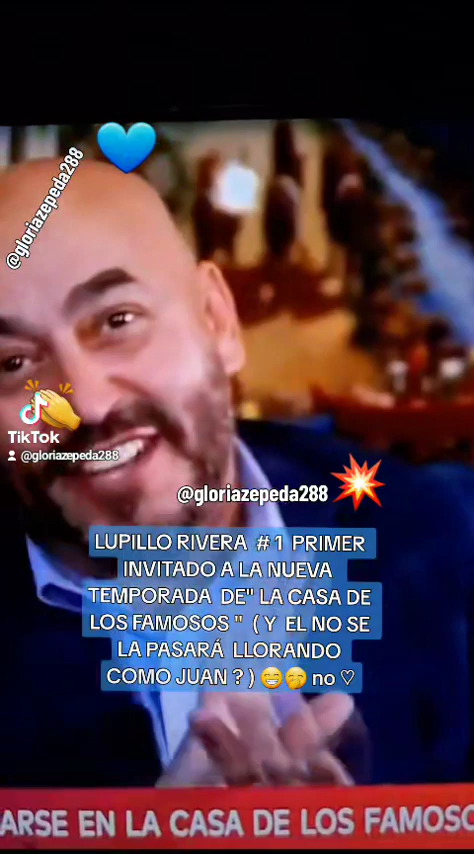 @gloriazepeda288
TikTok
@gloriazepeda288
@gloriazepeda288
LUPILLO RIVERA # 1 PRIMER
INVITADO A LA NUEVA
TEMPORADA DE" LA CASA DE
LOS FAMOSOS " ( Y EL NO SE
LA PASARÁ LLORANDO
COMO JUAN ? ) 😁🤭 no ♡
ARSE EN LA CASA DE LOS FAMOSO